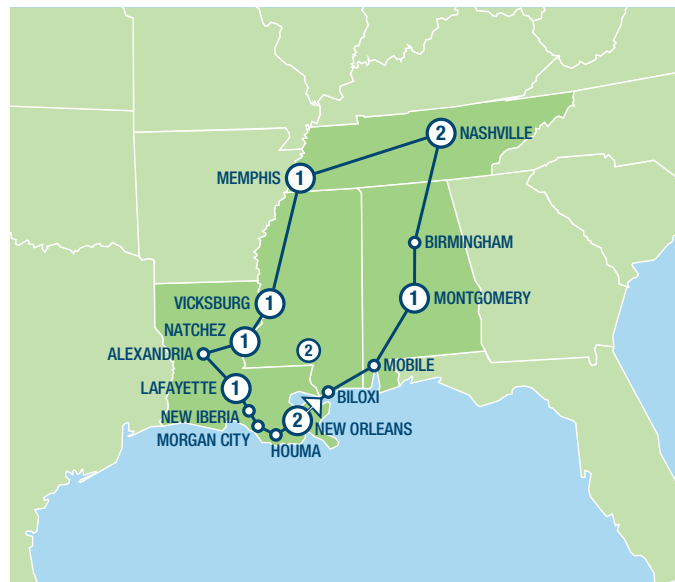 2 NASHVILLE
MEMPHIS 1
BIRMINGHAM
VICKSBURG 1
1 MONTGOMERY
NATCHEZ 1
2
ALEXANDRIA
MOBILE
LAFAYETTE 1
BILOXI
NEW IBERIA
2 NEW ORLEANS
MORGAN CITY
HOUMA